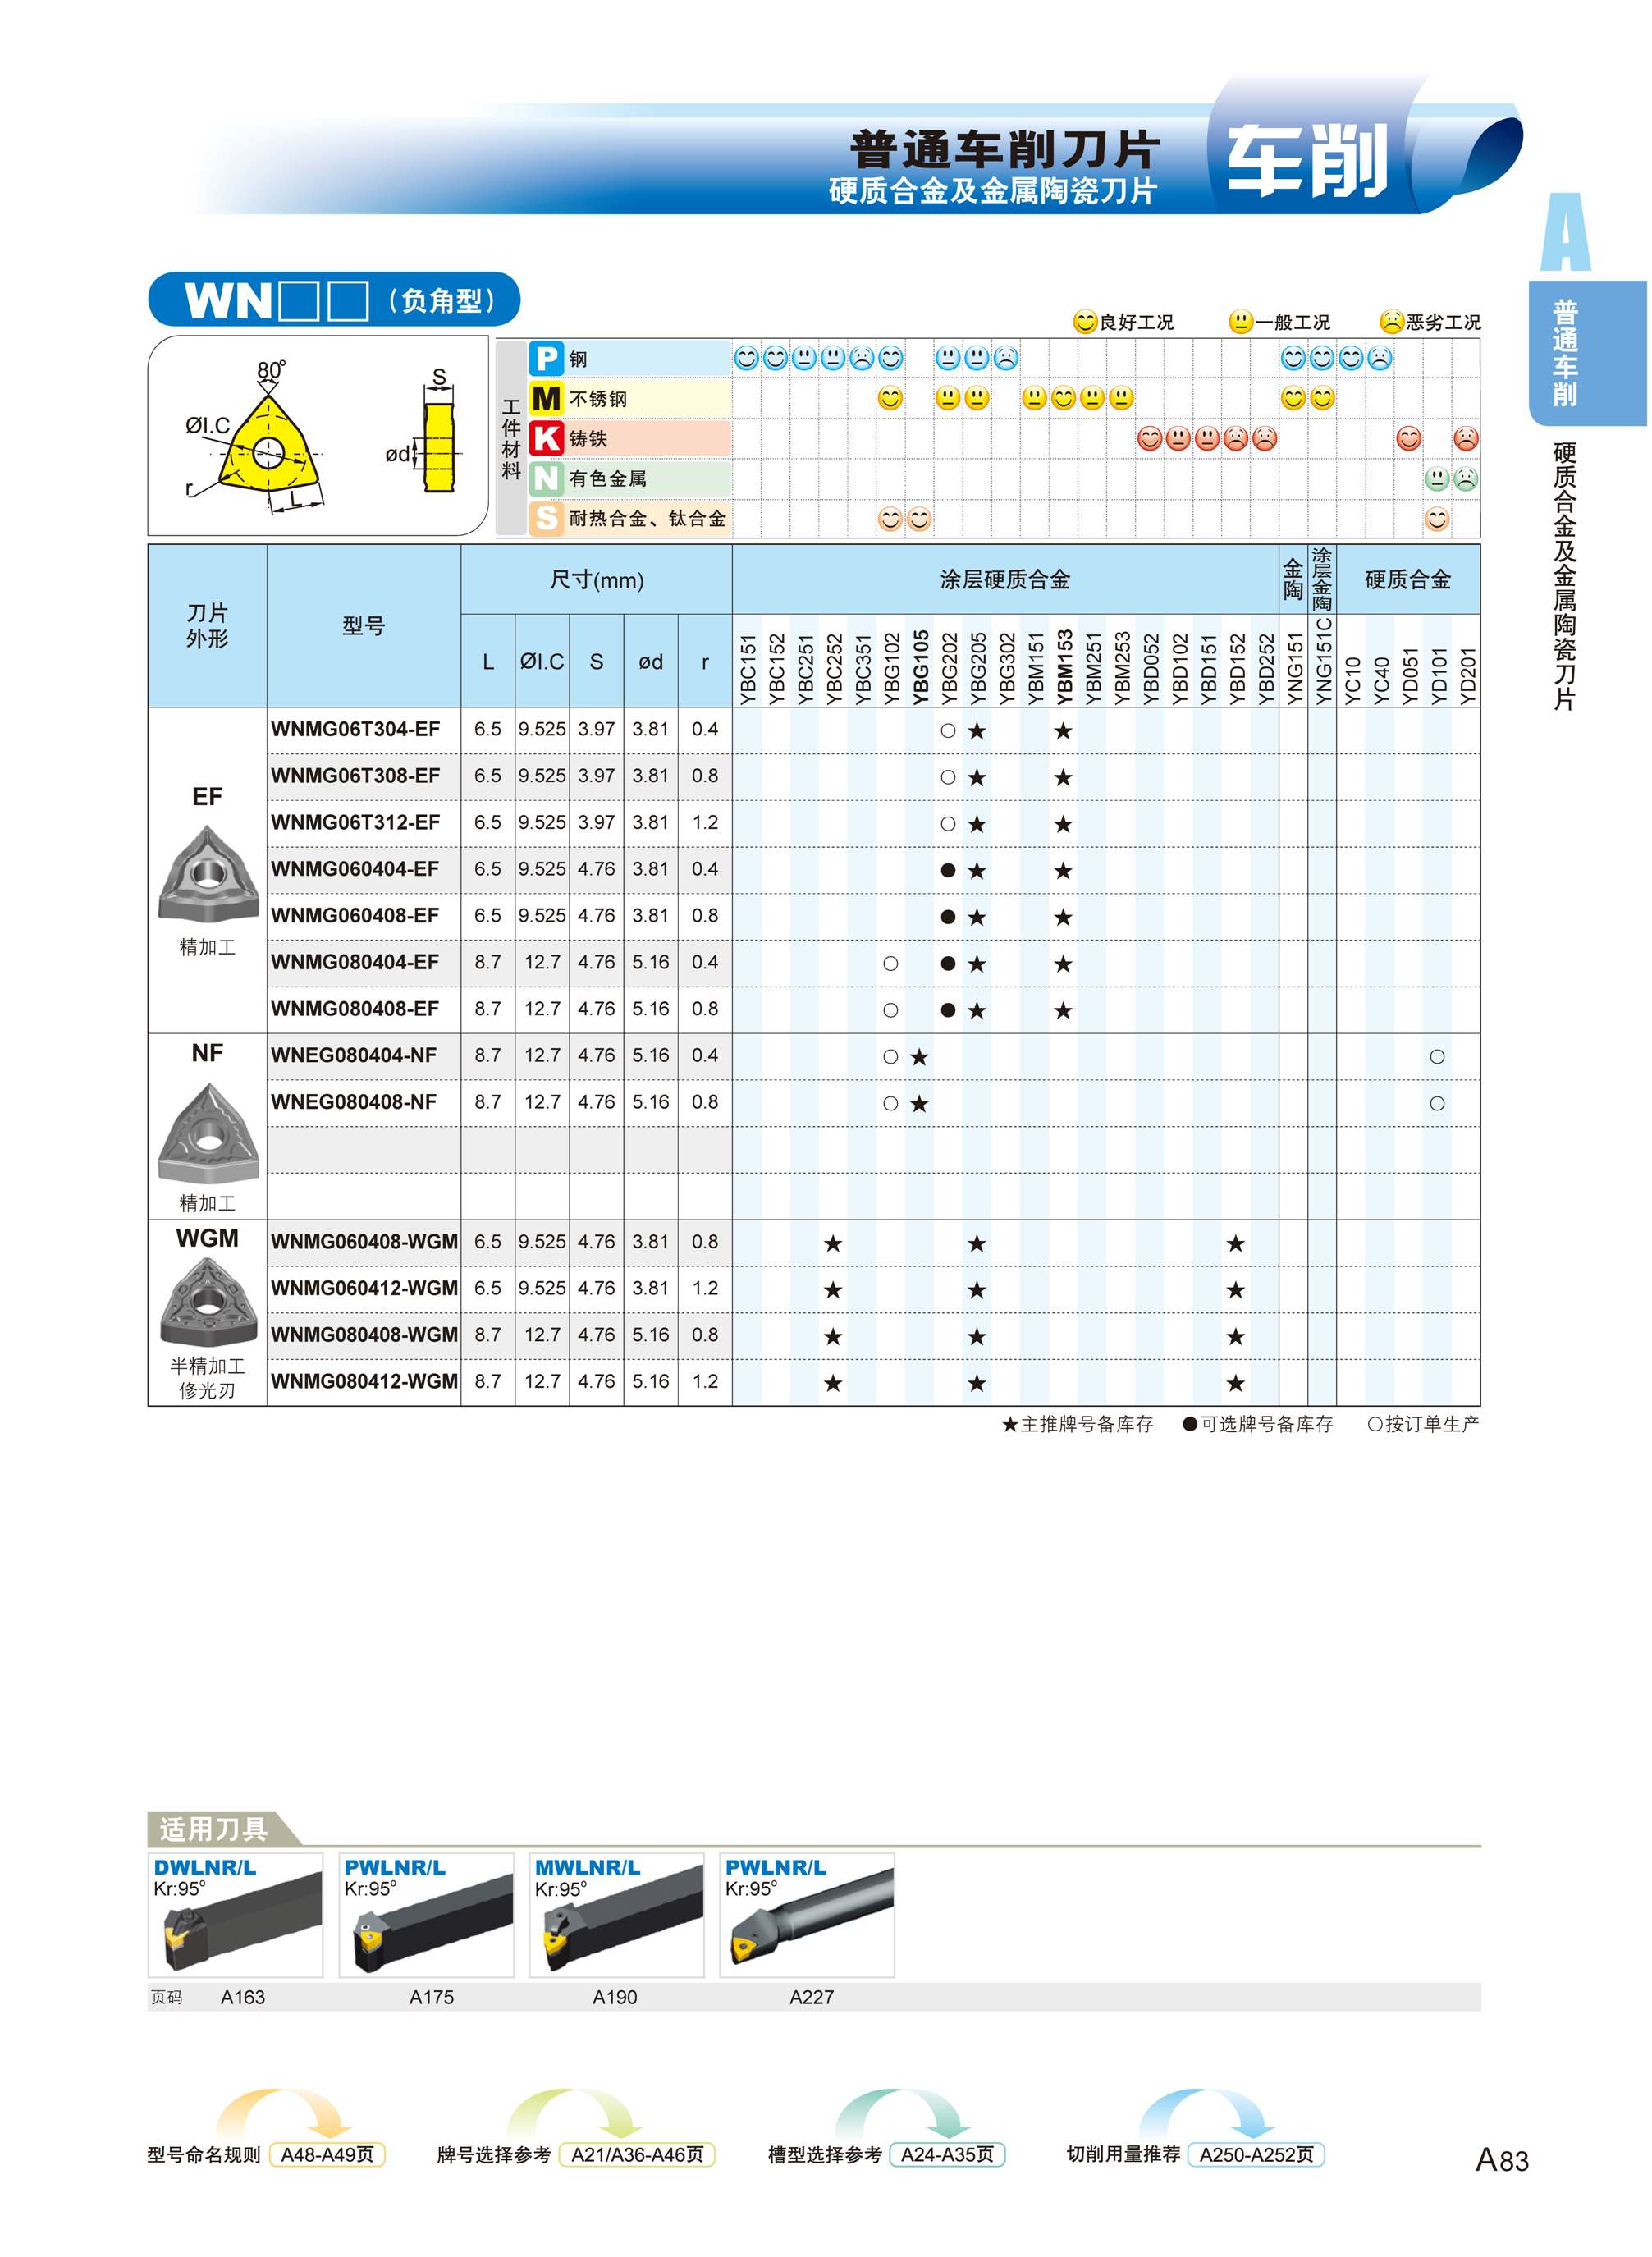 普通车削刀片
硬质合金及金属陶瓷刀片
车削
A
普通车削
硬质合金及金属陶瓷刀片
WN□□（负角型）
良好工况 一般工况 恶劣工况
80°
ØI.C
r
L
S
ød
工件材料
P 钢
M 不锈钢
K 铸铁
N 有色金属
S 耐热合金、钛合金
刀片外形 型号 尺寸(mm) 涂层硬质合金 金陶 涂层金陶 硬质合金
L ØI.C S ød r YBC151 YBC152 YBC251 YBC252 YBC351 YBG102 YBG105 YBG202 YBG205 YBG302 YBM151 YBM153 YBM251 YBM253 YBD052 YBD102 YBD151 YBD152 YBD252 YNG151 YNG151C YC10 YC40 YD051 YD101 YD201
EF
精加工
WNMG06T304-EF 6.5 9.525 3.97 3.81 0.4 ○ ★ ★
WNMG06T308-EF 6.5 9.525 3.97 3.81 0.8 ○ ★ ★
WNMG06T312-EF 6.5 9.525 3.97 3.81 1.2 ○ ★ ★
WNMG060404-EF 6.5 9.525 4.76 3.81 0.4 ● ★ ★
WNMG060408-EF 6.5 9.525 4.76 3.81 0.8 ● ★ ★
WNMG080404-EF 8.7 12.7 4.76 5.16 0.4 ○ ● ★ ★
WNMG080408-EF 8.7 12.7 4.76 5.16 0.8 ○ ● ★ ★
NF
精加工
WNEG080404-NF 8.7 12.7 4.76 5.16 0.4 ○ ★ ○
WNEG080408-NF 8.7 12.7 4.76 5.16 0.8 ○ ★ ○
WGM
半精加工
修光刃
WNMG060408-WGM 6.5 9.525 4.76 3.81 0.8 ★ ★ ★
WNMG060412-WGM 6.5 9.525 4.76 3.81 1.2 ★ ★ ★
WNMG080408-WGM 8.7 12.7 4.76 5.16 0.8 ★ ★ ★
WNMG080412-WGM 8.7 12.7 4.76 5.16 1.2 ★ ★ ★
★主推牌号备库存 ●可选牌号备库存 ○按订单生产
适用刀具
DWLNR/L PWLNR/L MWLNR/L PWLNR/L
Kr:95° Kr:95° Kr:95° Kr:95°
页码 A163 A175 A190 A227
型号命名规则 A48-A49页 牌号选择参考 A21/A36-A46页 槽型选择参考 A24-A35页 切削用量推荐 A250-A252页
A83